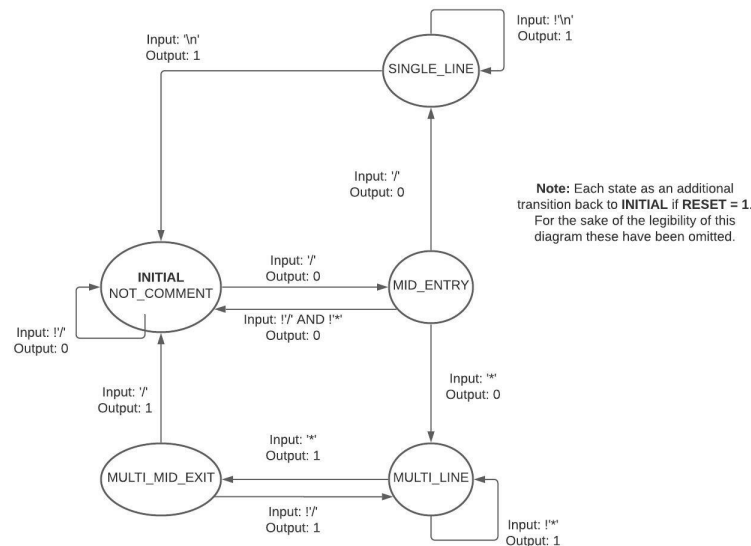 Input: !'\n'
Output: 1
Input: '\n'
Output: 1
SINGLE_LINE
Input: '/'
Output: 0
Note: Each state as an additional
transition back to INITIAL if RESET = 1.
For the sake of the legibility of this
diagram these have been omitted.
INITIAL
NOT_COMMENT
Input: '/'
Output: 0
MID_ENTRY
Input: !'/' AND !'*'
Output: 0
Input: !'/'
Output: 0
Input: '/'
Output: 1
Input: '*'
Output: 0
Input: '*'
Output: 1
MULTI_MID_EXIT
MULTI_LINE
Input: !'/'
Output: 1
Input: !'*'
Output: 1